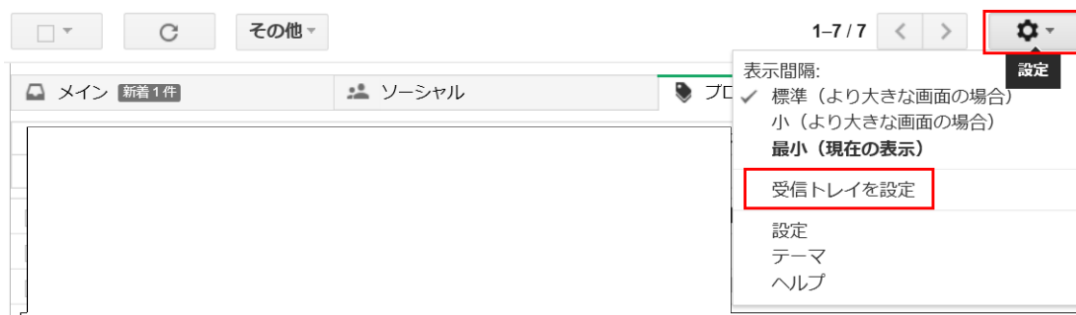 その他
1–7 / 7
設定
メイン 新着1件
ソーシャル
プロ
表示間隔:
標準（より大きな画面の場合）
小（より大きな画面の場合）
最小（現在の表示）
受信トレイを設定
設定
テーマ
ヘルプ